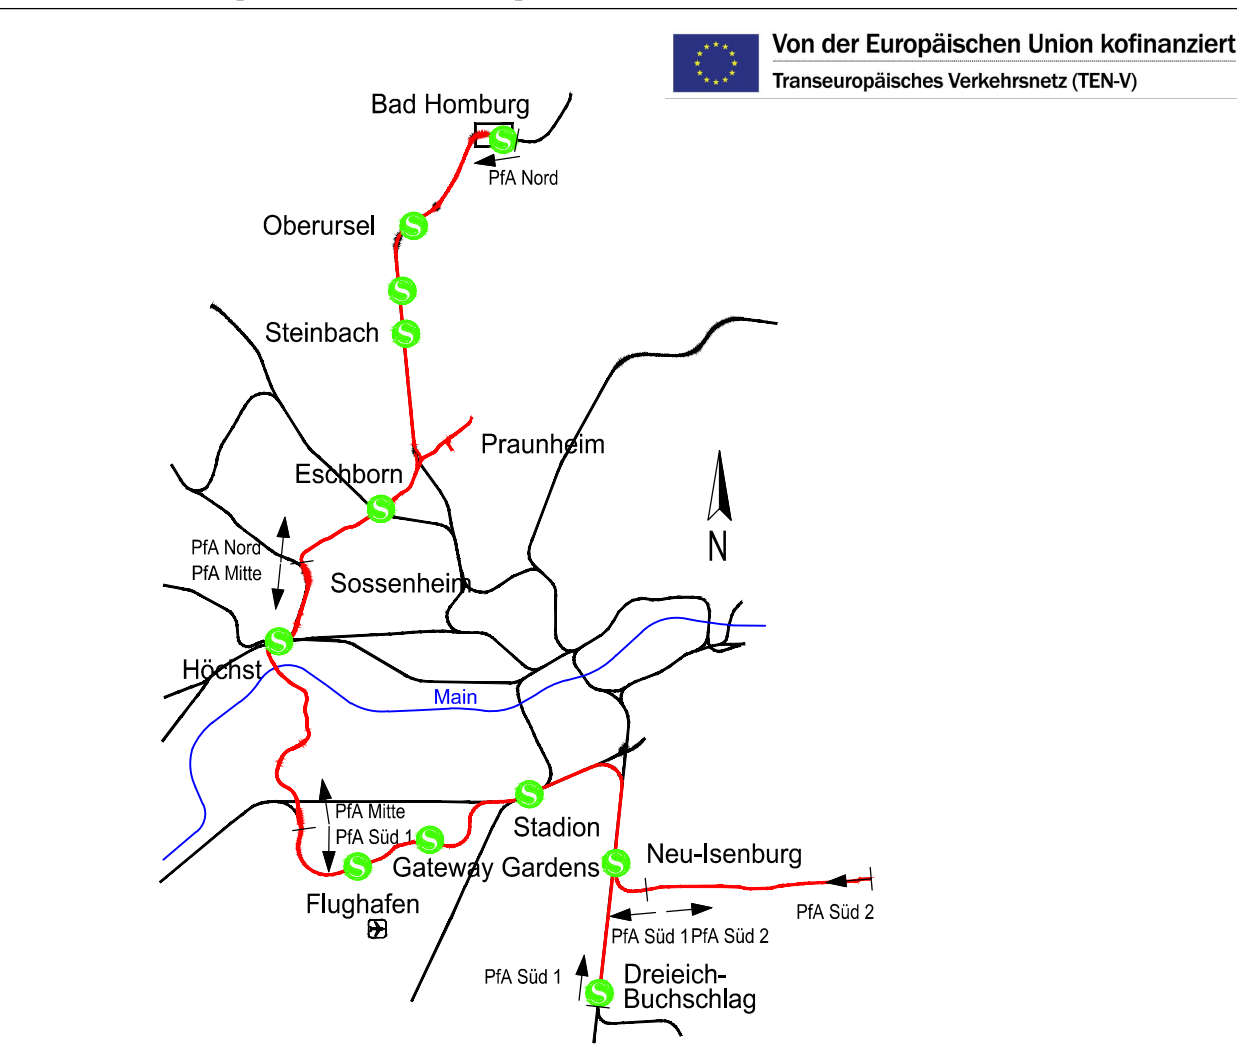 Von der Europäischen Union kofinanziert
Transeuropäisches Verkehrsnetz (TEN-V)
Bad Homburg
S
PfA Nord
Oberursel
S
S
Steinbach
S
Praunheim
Eschborn
S
PfA Nord
PfA Mitte
Sossenheim
N
S
Höchst
Main
S
PfA Mitte
PfA Süd 1
Stadion
S
Gateway Gardens
S
Neu-Isenburg
S
Flughafen
PfA Süd 2
PfA Süd 1 PfA Süd 2
PfA Süd 1
S
Dreieich-
Buchschlag